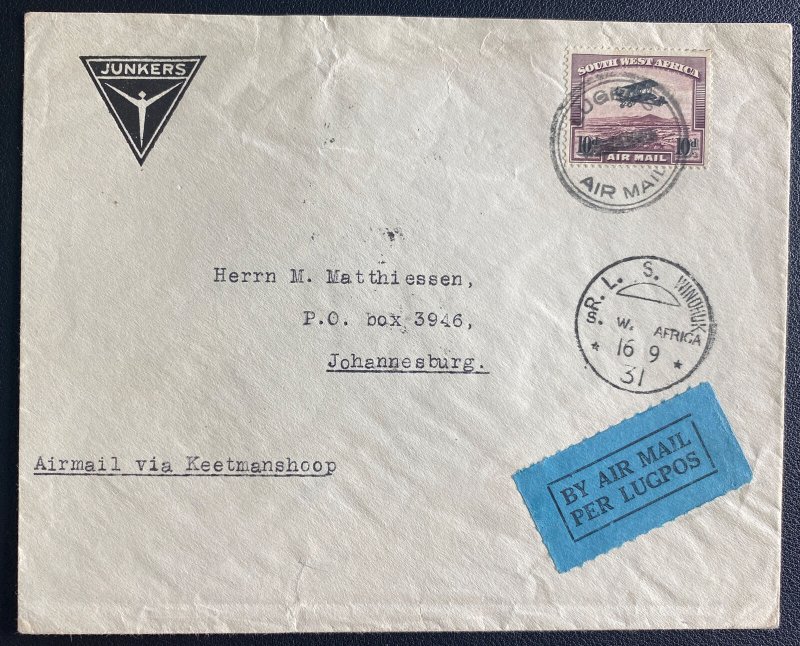 JUNKERS
SOUTH WEST AFRICA
10d 10d
AIR MAIL
AIR MAIL
Herrn M. Matthiessen,
P.O. box 3946,
Johannesburg.
S.R.L.S. WINDHUK
S. W. AFRICA
16 9
31
Airmail via Keetmanshoop
BY AIR MAIL
PER LUGPOS